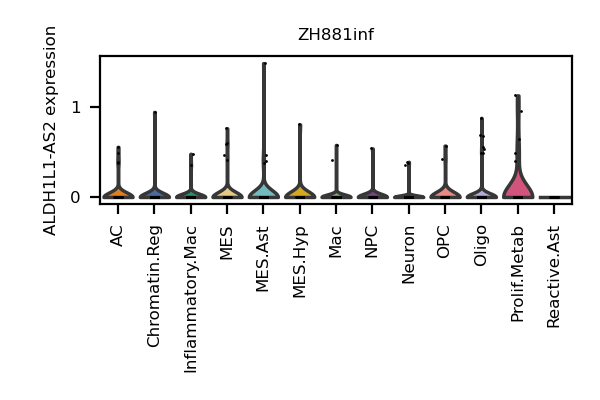 ZH881inf
ALDH1L1-AS2 expression
1
0
AC
Chromatin.Reg
Inflammatory.Mac
MES
MES.Ast
MES.Hyp
Mac
NPC
Neuron
OPC
Oligo
Prolif.Metab
Reactive.Ast